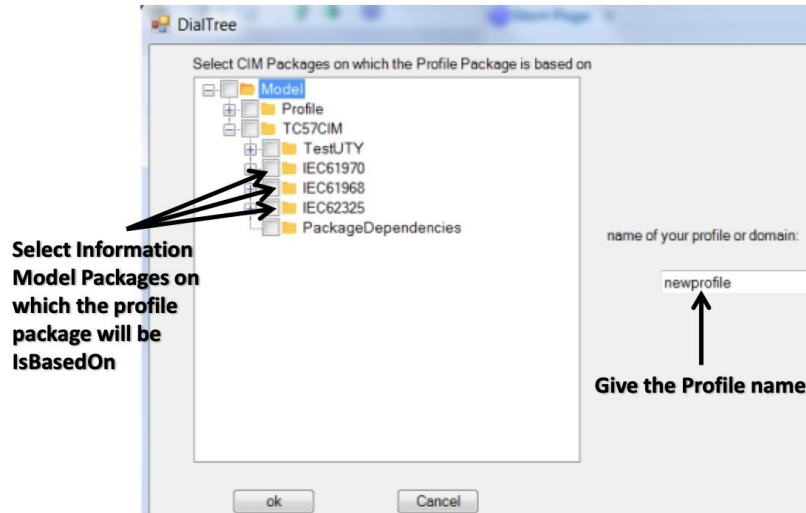 DialTree
Select CIM Packages on which the Profile Package is based on
Model
Profile
TC57CIM
TestUTY
IEC61970
IEC61968
IEC62325
PackageDependencies
Select Information
Model Packages on
which the profile
package will be
IsBasedOn
name of your profile or domain:
newprofile
Give the Profile name
ok
Cancel